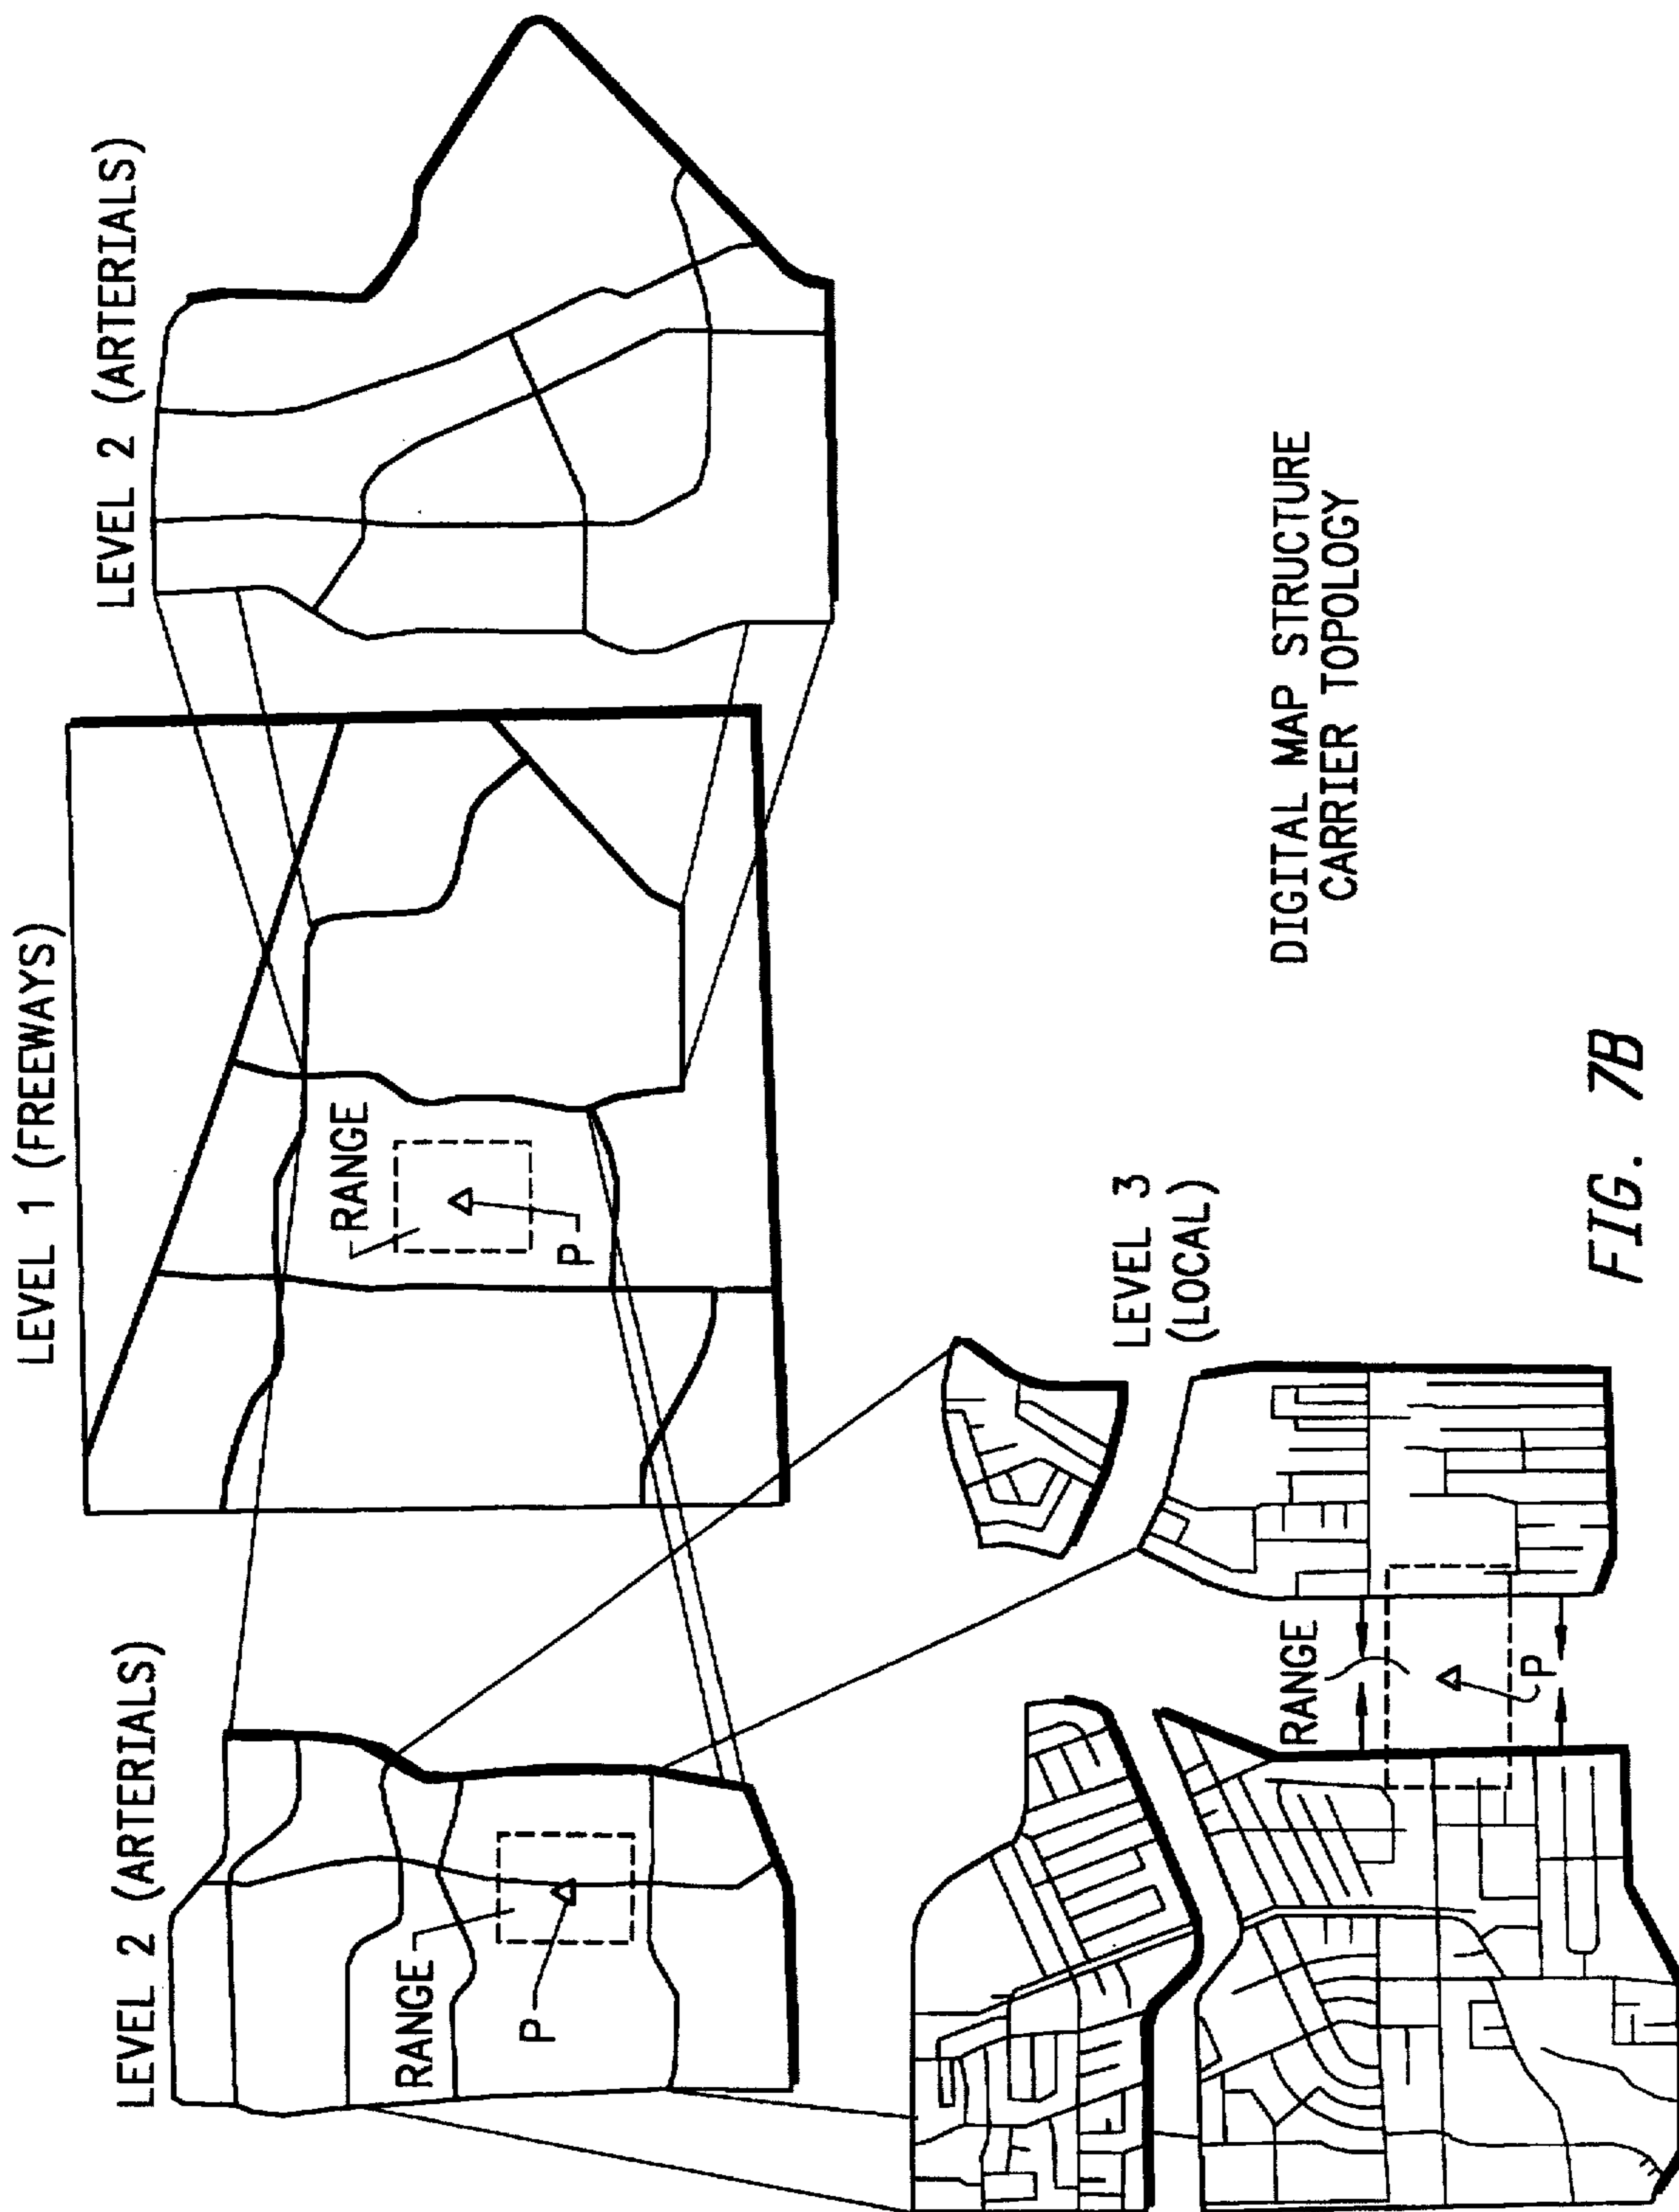 LEVEL 2 (ARTERIALS)
LEVEL 1 (FREEWAYS)
LEVEL 2 (ARTERIALS)
RANGE
P
RANGE
P
LEVEL 3
(LOCAL)
RANGE
P
DIGITAL MAP STRUCTURE
CARRIER TOPOLOGY
FIG. 7B